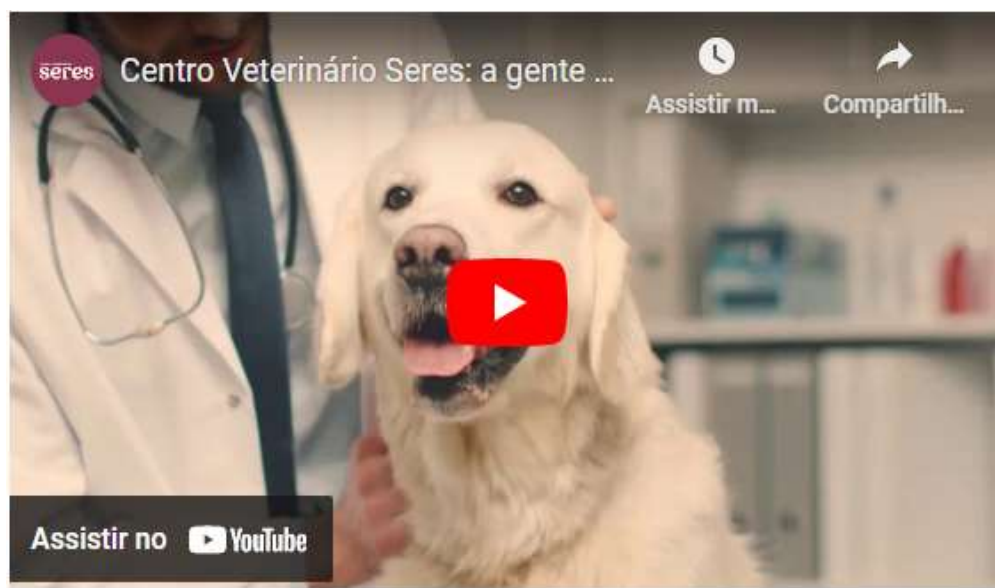 seres
Centro Veterinário Seres: a gente ...
Assistir m...
Compartilh...
Assistir no YouTube